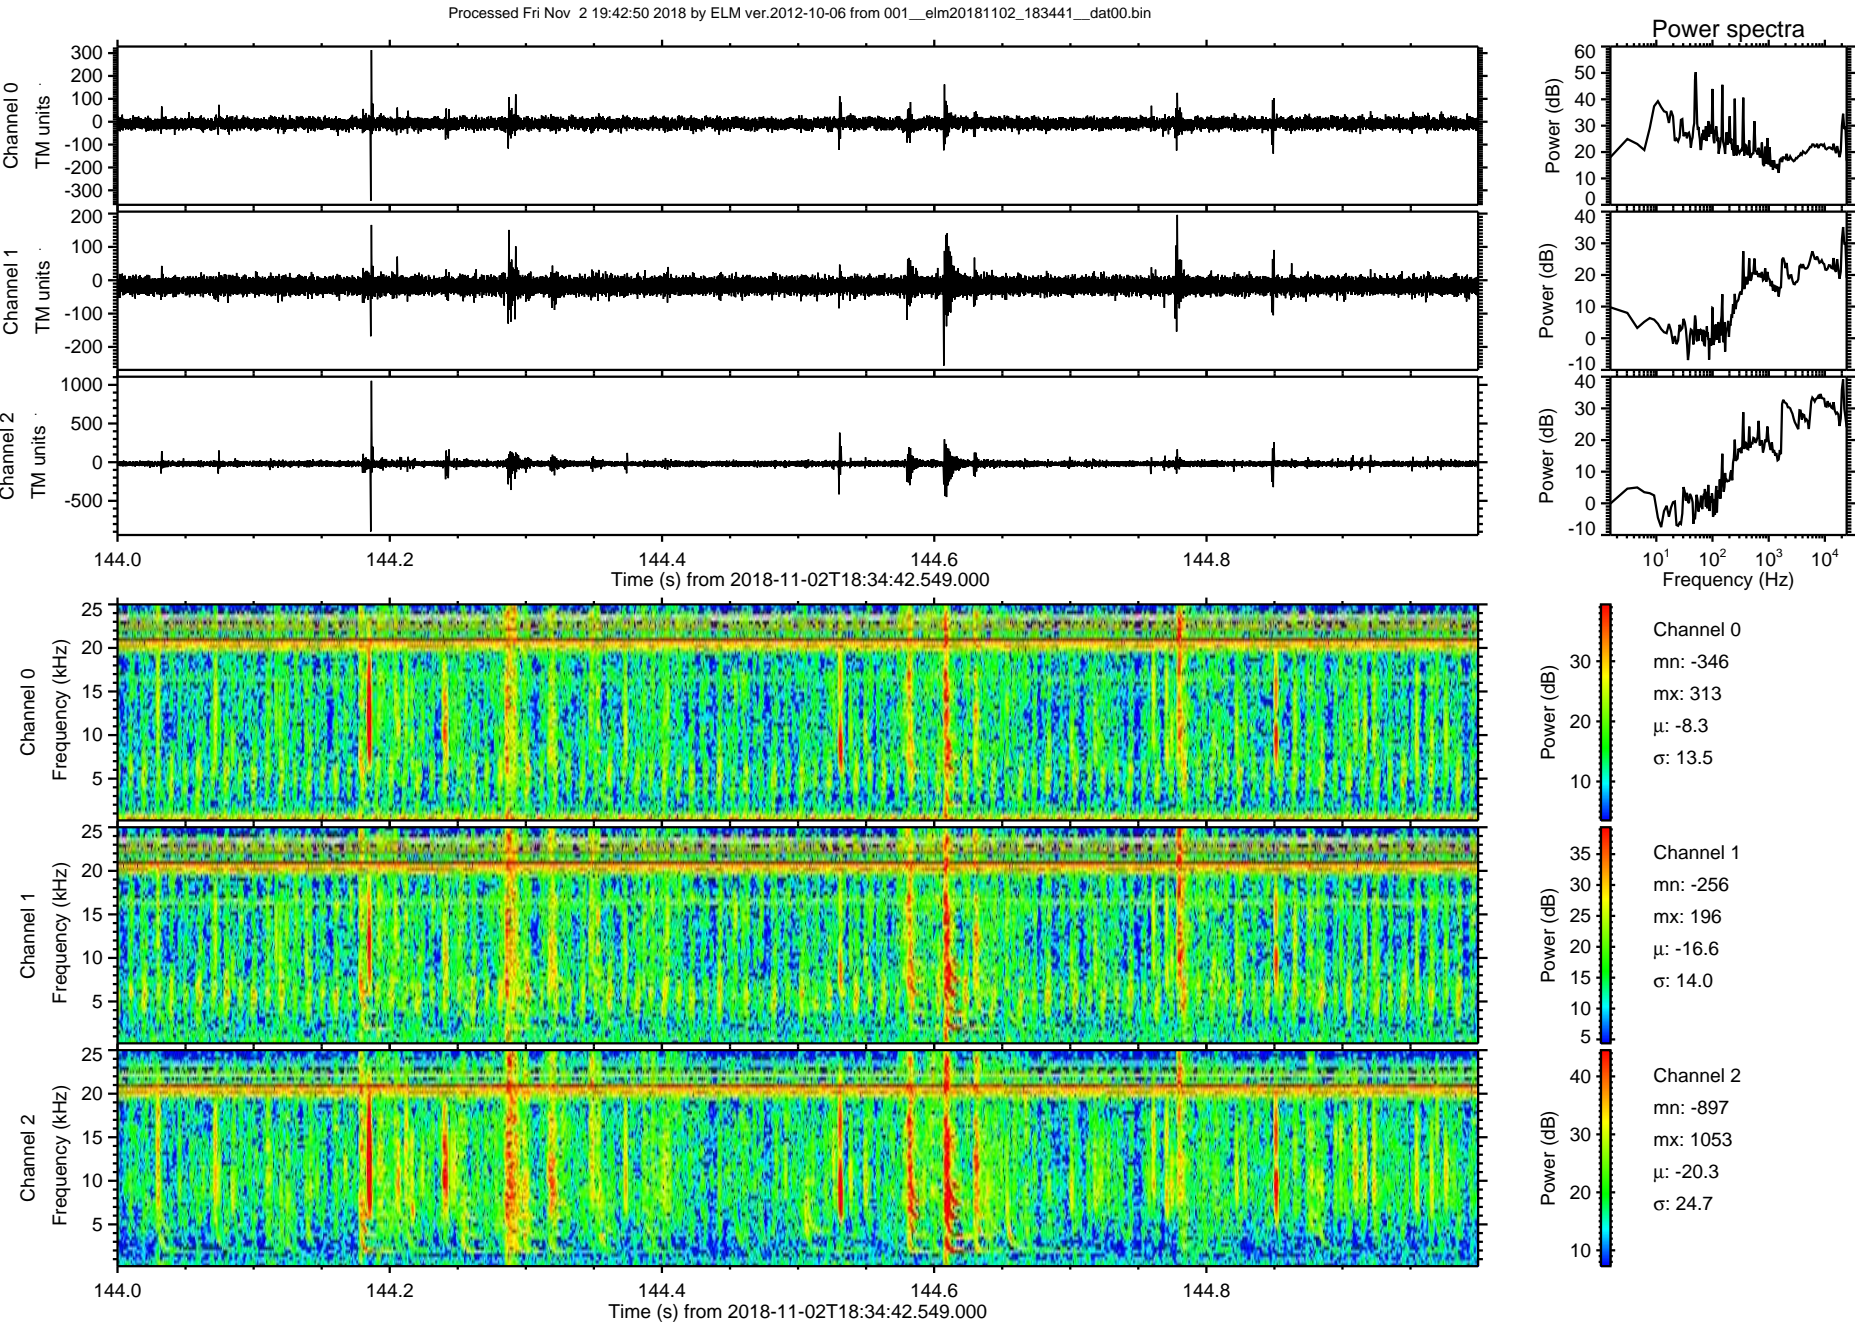 Processed Fri Nov  2 19:42:50 2018 by ELM ver.2012-10-06 from 001__elm20181102_183441__dat00.bin
Power spectra
Channel 0
TM units
300
200
100
0
-100
-200
-300
Power (dB)
60
50
40
30
20
10
0
Channel 1
TM units
200
100
0
-100
-200
Power (dB)
40
30
20
10
0
-10
Channel 2
TM units
1000
500
0
-500
Power (dB)
40
30
20
10
0
-10
144.0 144.2 144.4 144.6 144.8
Time (s) from 2018-11-02T18:34:42.549.000
10^1 10^2 10^3 10^4
Frequency (Hz)
Channel 0
Frequency (kHz)
25
20
15
10
5
Power (dB)
30
20
10
Channel 0
mn: -346
mx: 313
μ: -8.3
σ: 13.5
Channel 1
Frequency (kHz)
25
20
15
10
5
Power (dB)
35
30
25
20
15
10
5
Channel 1
mn: -256
mx: 196
μ: -16.6
σ: 14.0
Channel 2
Frequency (kHz)
25
20
15
10
5
Power (dB)
40
30
20
10
Channel 2
mn: -897
mx: 1053
μ: -20.3
σ: 24.7
144.0 144.2 144.4 144.6 144.8
Time (s) from 2018-11-02T18:34:42.549.000